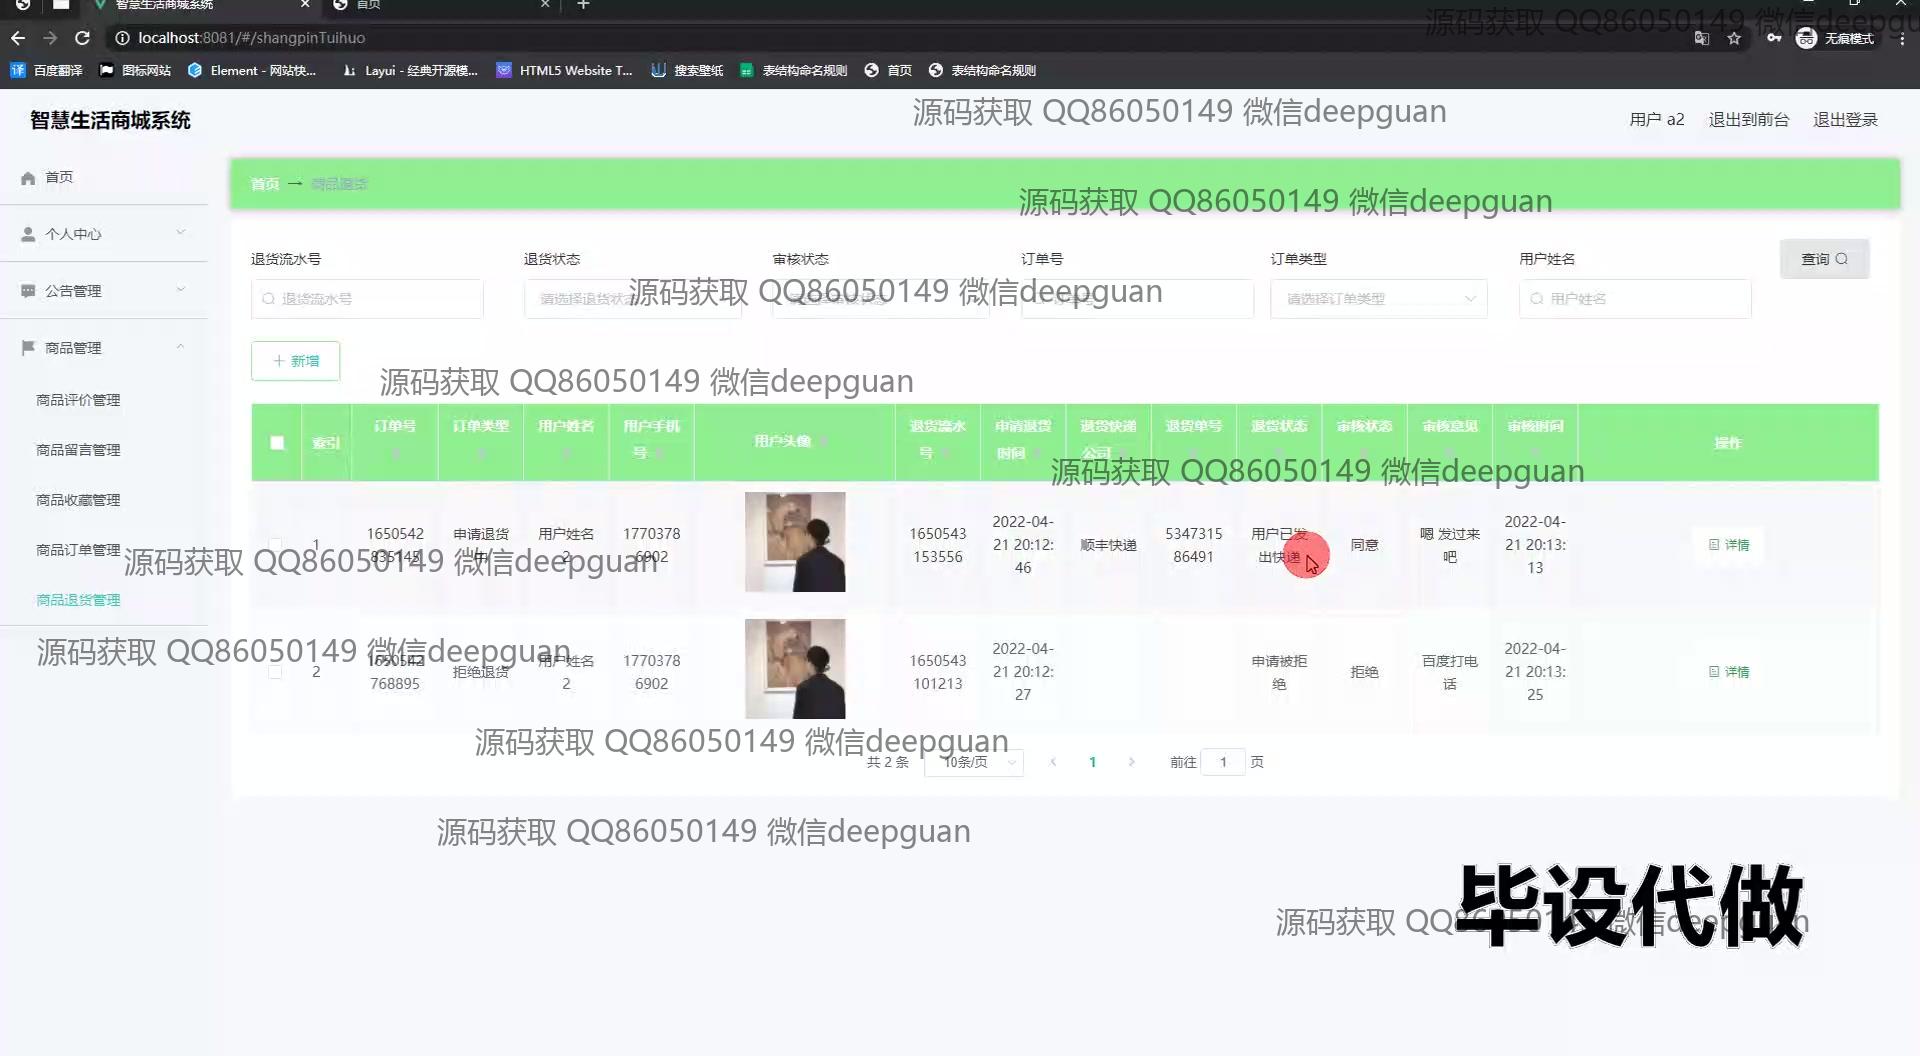 智慧生活商城系统
首页
localhost:8081/#/shangpinTuihuo
无痕模式
百度翻译
图标网站
Element - 网站快...
Layui - 经典开源模...
HTML5 Website T...
搜索壁纸
表结构命名规则
首页
表结构命名规则
源码获取 QQ86050149 微信deepgu
智慧生活商城系统
源码获取 QQ86050149 微信deepguan
用户 a2
退出到前台
退出登录
首页
个人中心
公告管理
商品管理
商品评价管理
商品留言管理
商品收藏管理
商品订单管理
商品退货管理
首页 → 商品退货
源码获取 QQ86050149 微信deepguan
退货流水号
退货状态
审核状态
订单号
订单类型
用户姓名
查询
退货流水号
请选择退货状态
请选择订单类型
用户姓名
源码获取 QQ86050149 微信deepguan
+ 新增
源码获取 QQ86050149 微信deepguan
索引
订单号
订单类型
用户姓名
用户手机号
用户头像
退货流水号
申请退货时间
退货快递公司
退货单号
退货状态
审核状态
审核意见
审核时间
操作
源码获取 QQ86050149 微信deepguan
1
1650542
835145
申请退货
用户姓名
2
1770378
6902
1650543
153556
2022-04-
21 20:12:
46
顺丰快递
5347315
86491
用户已发
出快递
同意
嗯 发过来
吧
2022-04-
21 20:13:
13
详情
源码获取 QQ86050149 微信deepguan
2
1650542
768895
拒绝退货
用户姓名
2
1770378
6902
1650543
101213
2022-04-
21 20:12:
27
申请被拒
绝
拒绝
百度打电
话
2022-04-
21 20:13:
25
详情
源码获取 QQ86050149 微信deepguan
源码获取 QQ86050149 微信deepguan
共 2 条
10条/页
1
前往 1 页
源码获取 QQ86050149 微信deepguan
毕设代做
源码获取 QQ86050149 微信deepguan